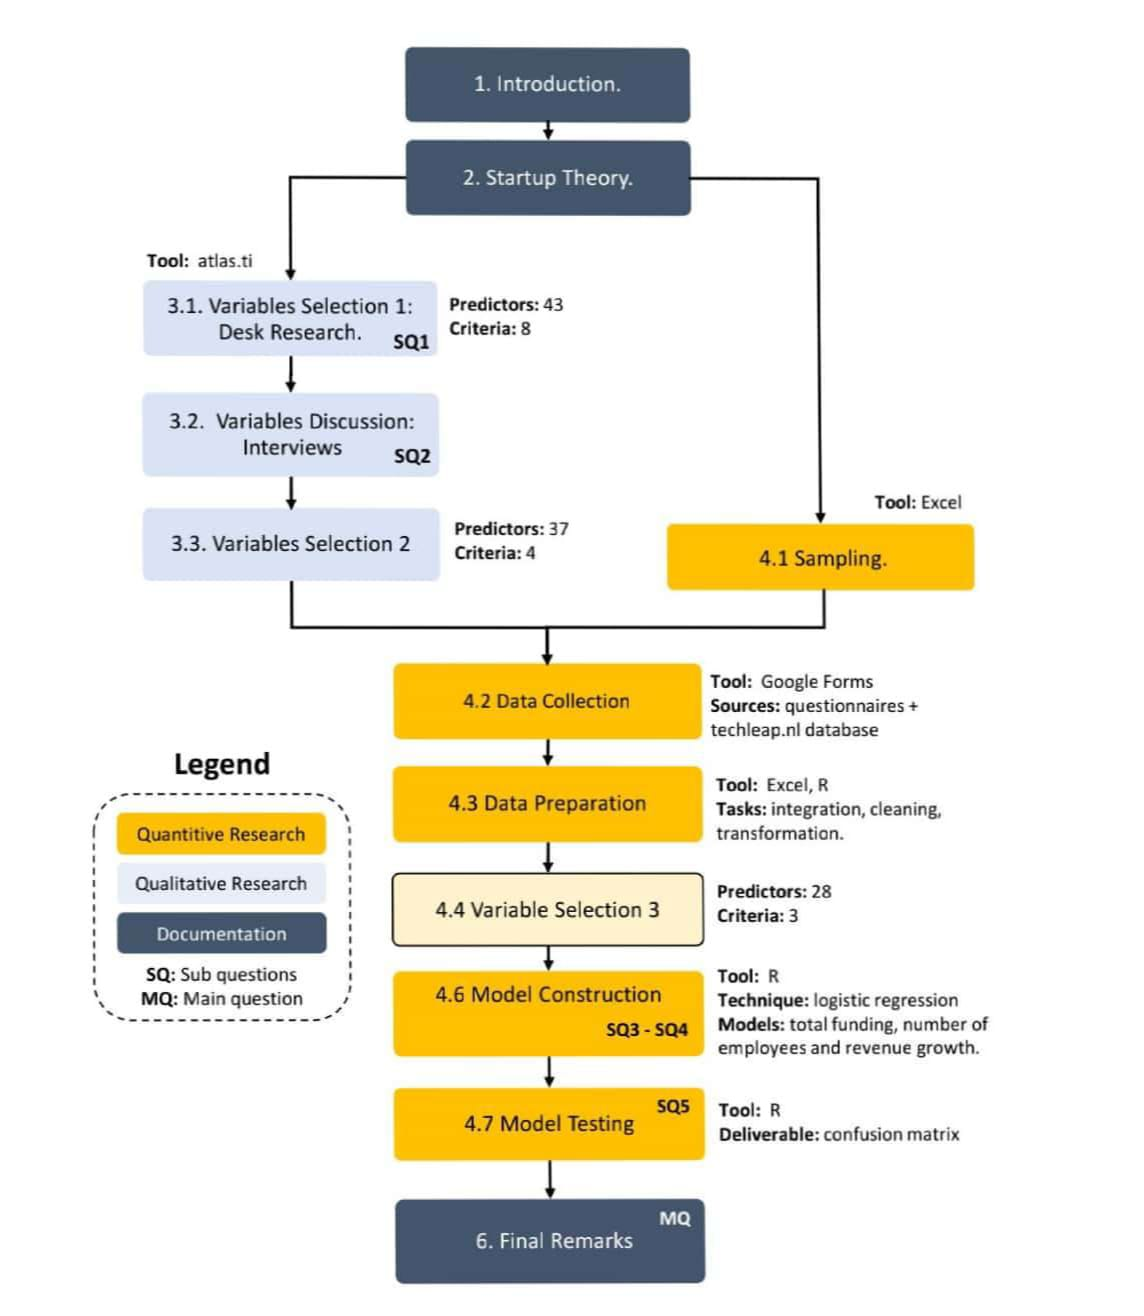 1. Introduction.
2. Startup Theory.
Tool: atlas.ti
3.1. Variables Selection 1:
Desk Research.
SQ1
Predictors: 43
Criteria: 8
3.2. Variables Discussion:
Interviews
SQ2
3.3. Variables Selection 2
Predictors: 37
Criteria: 4
Tool: Excel
4.1 Sampling.
4.2 Data Collection
Tool: Google Forms
Sources: questionnaires +
techleap.nl database
4.3 Data Preparation
Tool: Excel, R
Tasks: integration, cleaning,
transformation.
4.4 Variable Selection 3
Predictors: 28
Criteria: 3
4.6 Model Construction
SQ3 - SQ4
Tool: R
Technique: logistic regression
Models: total funding, number of
employees and revenue growth.
SQ5
4.7 Model Testing
Tool: R
Deliverable: confusion matrix
MQ
6. Final Remarks
Legend
Quantitive Research
Qualitative Research
Documentation
SQ: Sub questions
MQ: Main question